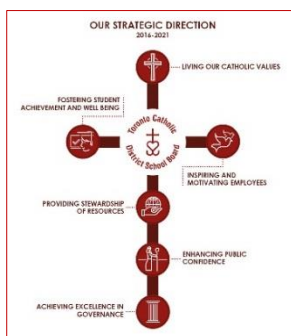 OUR STRATEGIC DIRECTION
2016-2021
LIVING OUR CATHOLIC VALUES
FOSTERING STUDENT
ACHIEVEMENT AND WELL BEING
Toronto Catholic
District School Board
INSPIRING AND
MOTIVATING EMPLOYEES
PROVIDING STEWARDSHIP
OF RESOURCES
ENHANCING PUBLIC
CONFIDENCE
ACHIEVING EXCELLENCE IN
GOVERNANCE